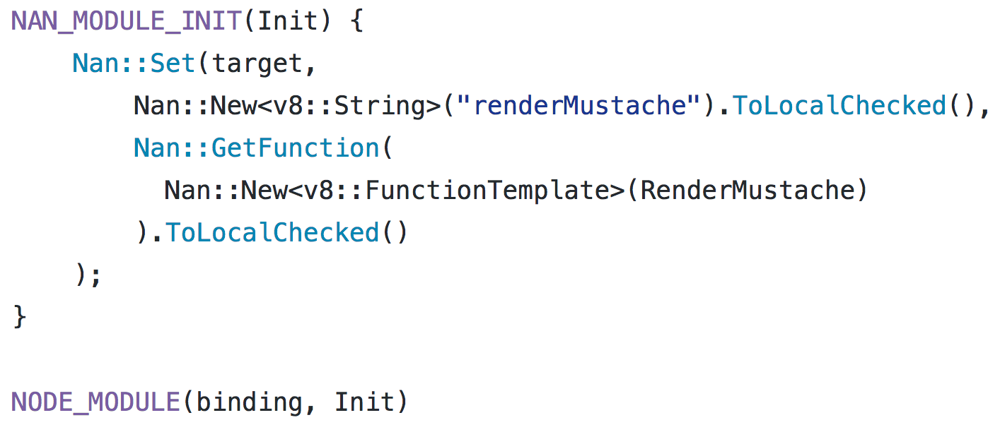 NAN_MODULE_INIT(Init) {
    Nan::Set(target,
        Nan::New<v8::String>("renderMustache").ToLocalChecked(),
        Nan::GetFunction(
          Nan::New<v8::FunctionTemplate>(RenderMustache)
        ).ToLocalChecked()
    );
}

NODE_MODULE(binding, Init)